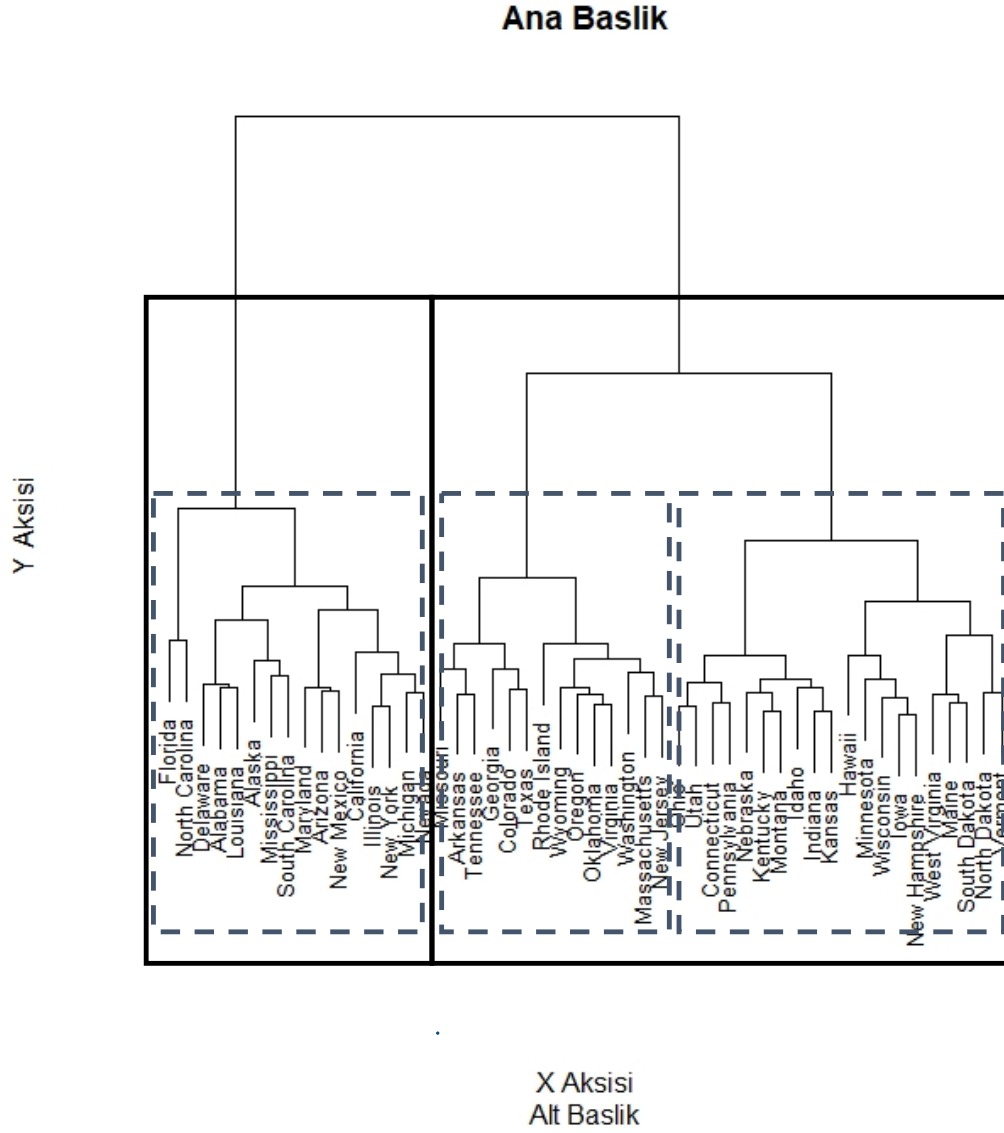 Ana Baslik
Y Aksisi
Florida
North Carolina
Delaware
Alabama
Louisiana
Alaska
Mississippi
South Carolina
Maryland
Arizona
New Mexico
California
Illinois
New York
Michigan
Nevada
Missouri
Arkansas
Tennessee
Georgia
Colorado
Texas
Rhode Island
Wyoming
Oregon
Oklahoma
Virginia
Washington
Massachusetts
New Jersey
Ohio
Utah
Connecticut
Pennsylvania
Nebraska
Kentucky
Montana
Idaho
Indiana
Kansas
Hawaii
Minnesota
Wisconsin
Iowa
New Hampshire
West Virginia
Maine
South Dakota
North Dakota
Vermont
X Aksisi
Alt Baslik